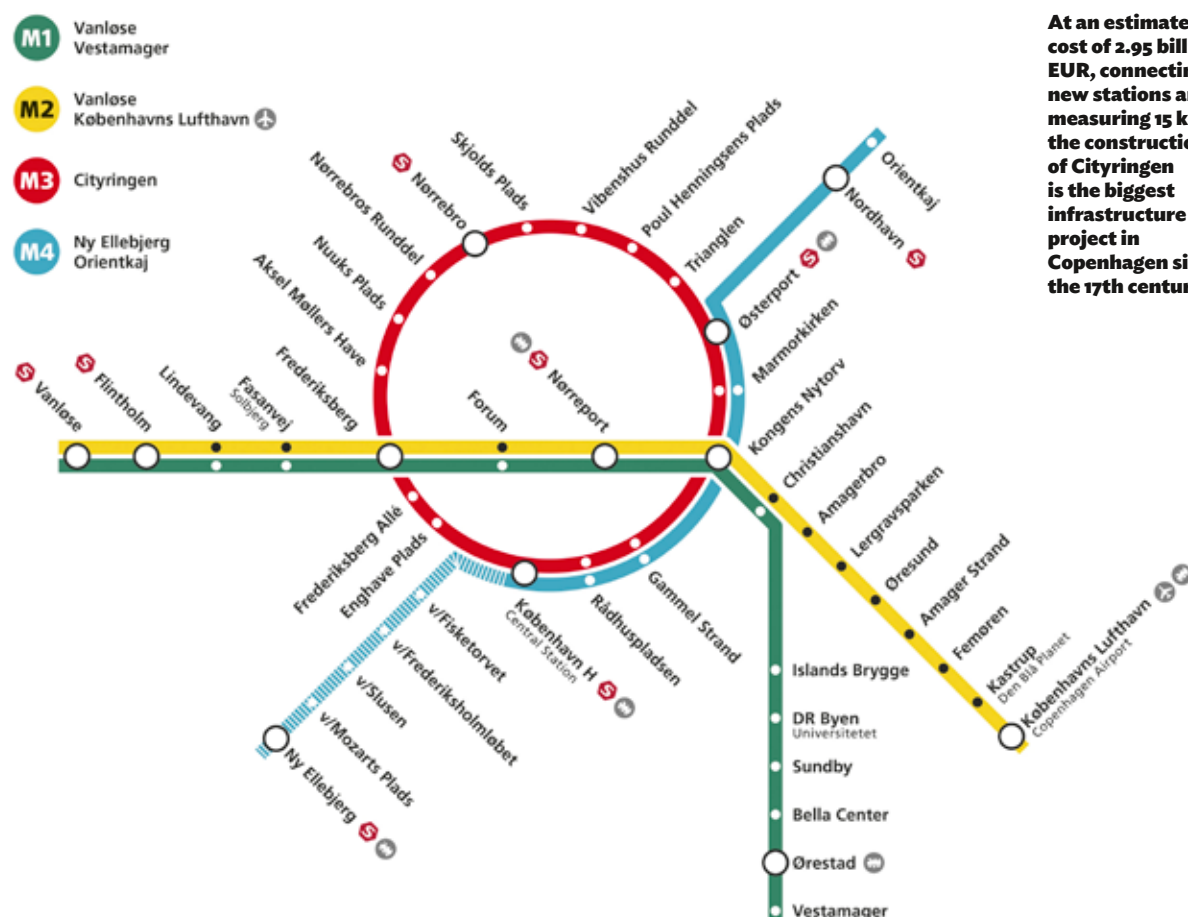 M1 Vanløse
Vestamager
M2 Vanløse
Københavns Lufthavn
M3 Cityringen
M4 Ny Ellebjerg
Orientkaj
At an estimate
cost of 2.95 bill
EUR, connectin
new stations a
measuring 15 k
the constructi
of Cityringen
is the biggest
infrastructure
project in
Copenhagen si
the 17th centur
S Vanløse
S Flintholm
Lindevang
Fasanvej
Solbjerg
Frederiksberg
Aksel Møllers Have
Nuuks Plads
Nørrebros Runddel
S Nørrebro
Skjolds Plads
Vibenshus Runddel
Poul Henningsens Plads
Trianglen
Orientkaj
Nordhavn S
Østerport S
Marmorkirken
Forum
S Nørreport
Kongens Nytorv
Christianshavn
Amagerbro
Lergravsparken
Øresund
Amager Strand
Femøren
Kastrup
Den Blå Planet
Københavns Lufthavn
Copenhagen Airport
Frederiksberg Allé
Enghave Plads
København H S
Central Station
Rådhuspladsen
Gammel Strand
v/Fisketorvet
v/Frederiksholmløbet
v/Slusen
v/Mozarts Plads
Ny Ellebjerg S
Islands Brygge
DR Byen
Universitetet
Sundby
Bella Center
Ørestad
Vestamager